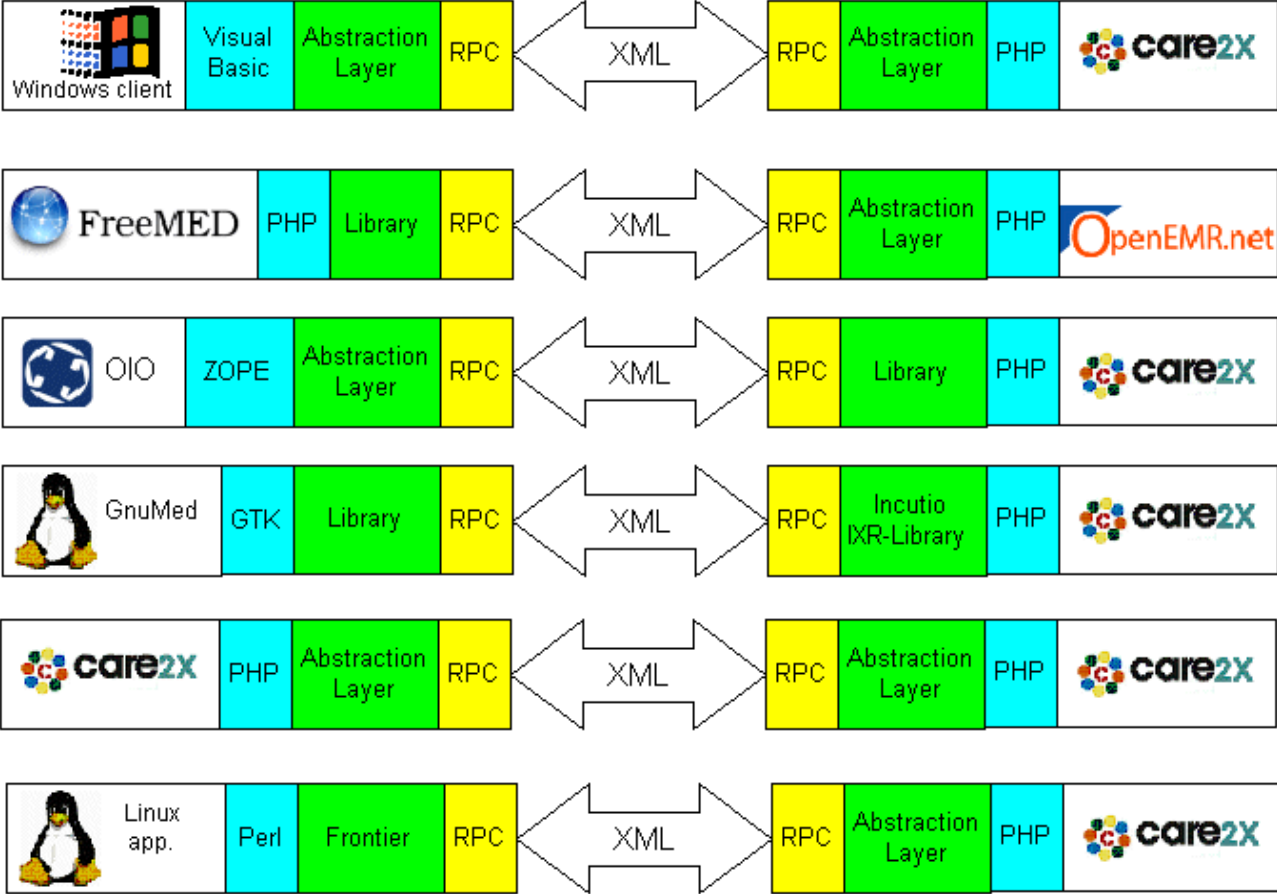 Windows client
Visual
Basic
Abstraction
Layer
RPC
XML
RPC
Abstraction
Layer
PHP
care2x
FreeMED
PHP
Library
RPC
XML
RPC
Abstraction
Layer
PHP
OpenEMR.net
OIO
ZOPE
Abstraction
Layer
RPC
XML
RPC
Library
PHP
care2x
GnuMed
GTK
Library
RPC
XML
RPC
Incutio
IXR-Library
PHP
care2x
care2x
PHP
Abstraction
Layer
RPC
XML
RPC
Abstraction
Layer
PHP
care2x
Linux
app.
Perl
Frontier
RPC
XML
RPC
Abstraction
Layer
PHP
care2x